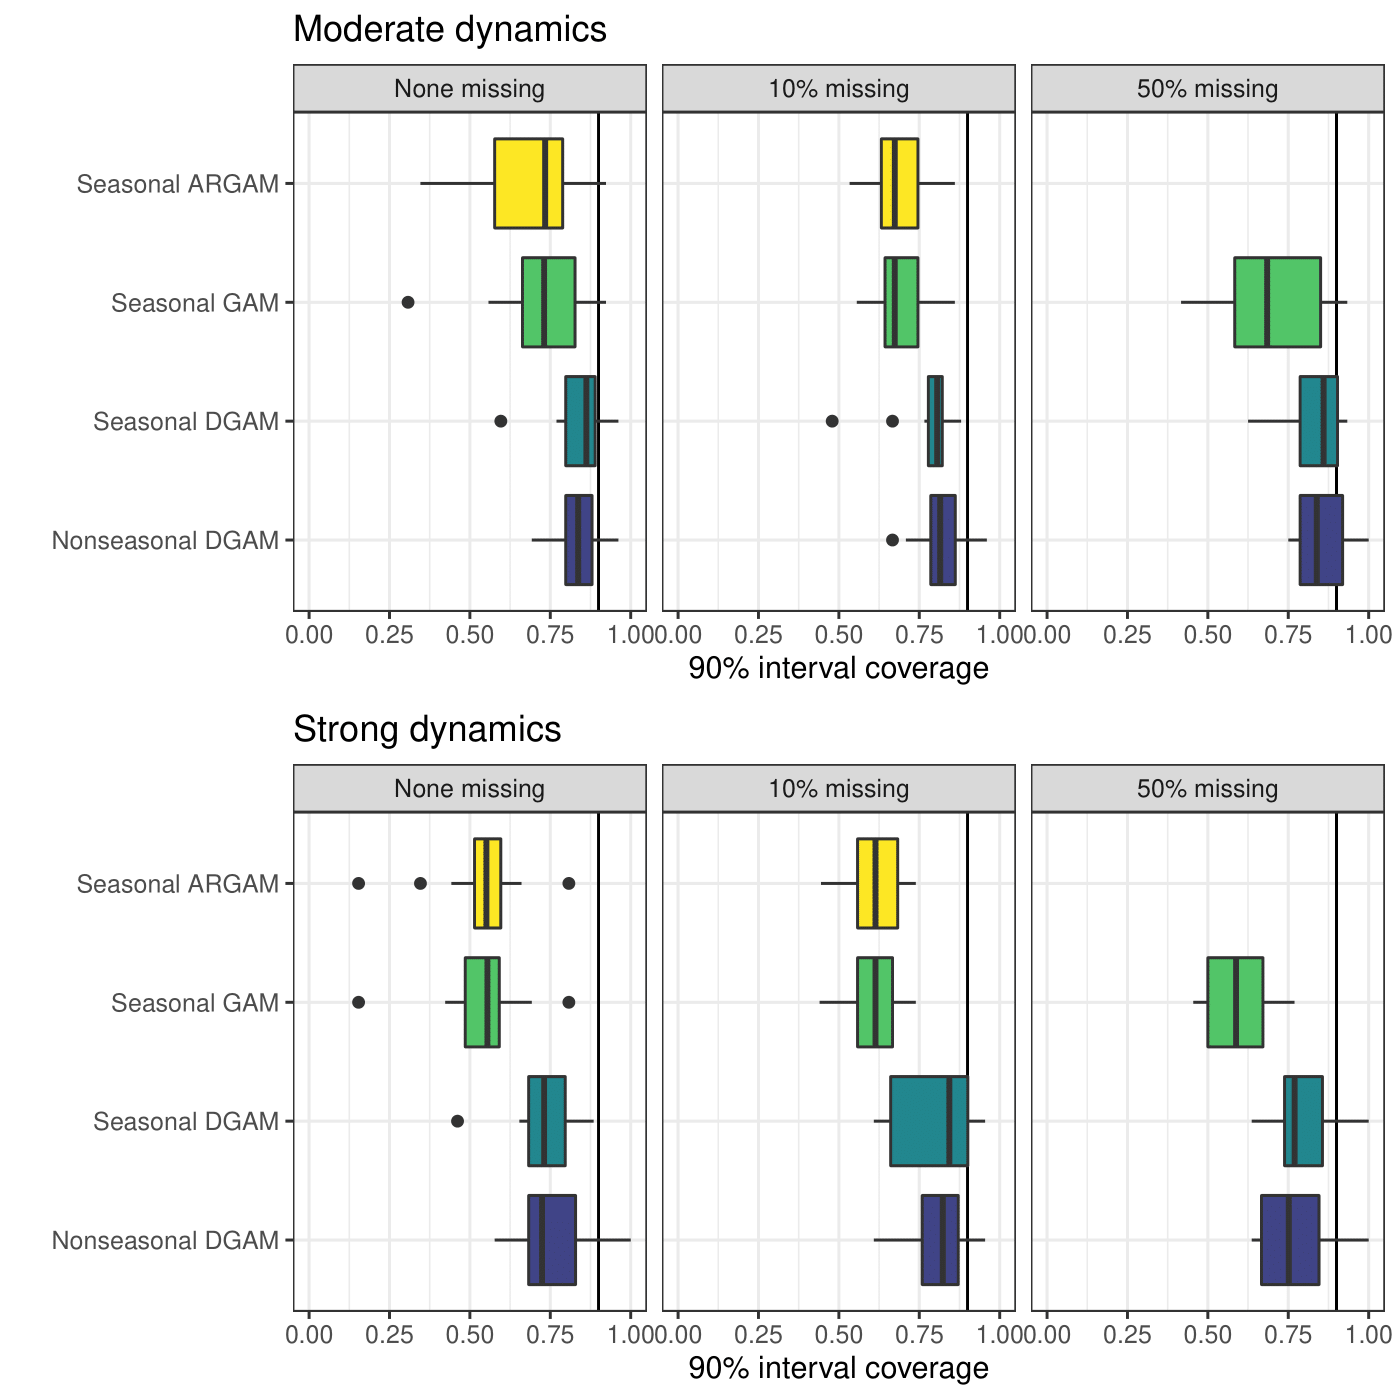 Moderate dynamics
None missing 10% missing 50% missing
Seasonal ARGAM
Seasonal GAM
Seasonal DGAM
Nonseasonal DGAM
0.00 0.25 0.50 0.75 1.00 0.00 0.25 0.50 0.75 1.00 0.00 0.25 0.50 0.75 1.00
90% interval coverage
Strong dynamics
None missing 10% missing 50% missing
Seasonal ARGAM
Seasonal GAM
Seasonal DGAM
Nonseasonal DGAM
0.00 0.25 0.50 0.75 1.00 0.00 0.25 0.50 0.75 1.00 0.00 0.25 0.50 0.75 1.00
90% interval coverage